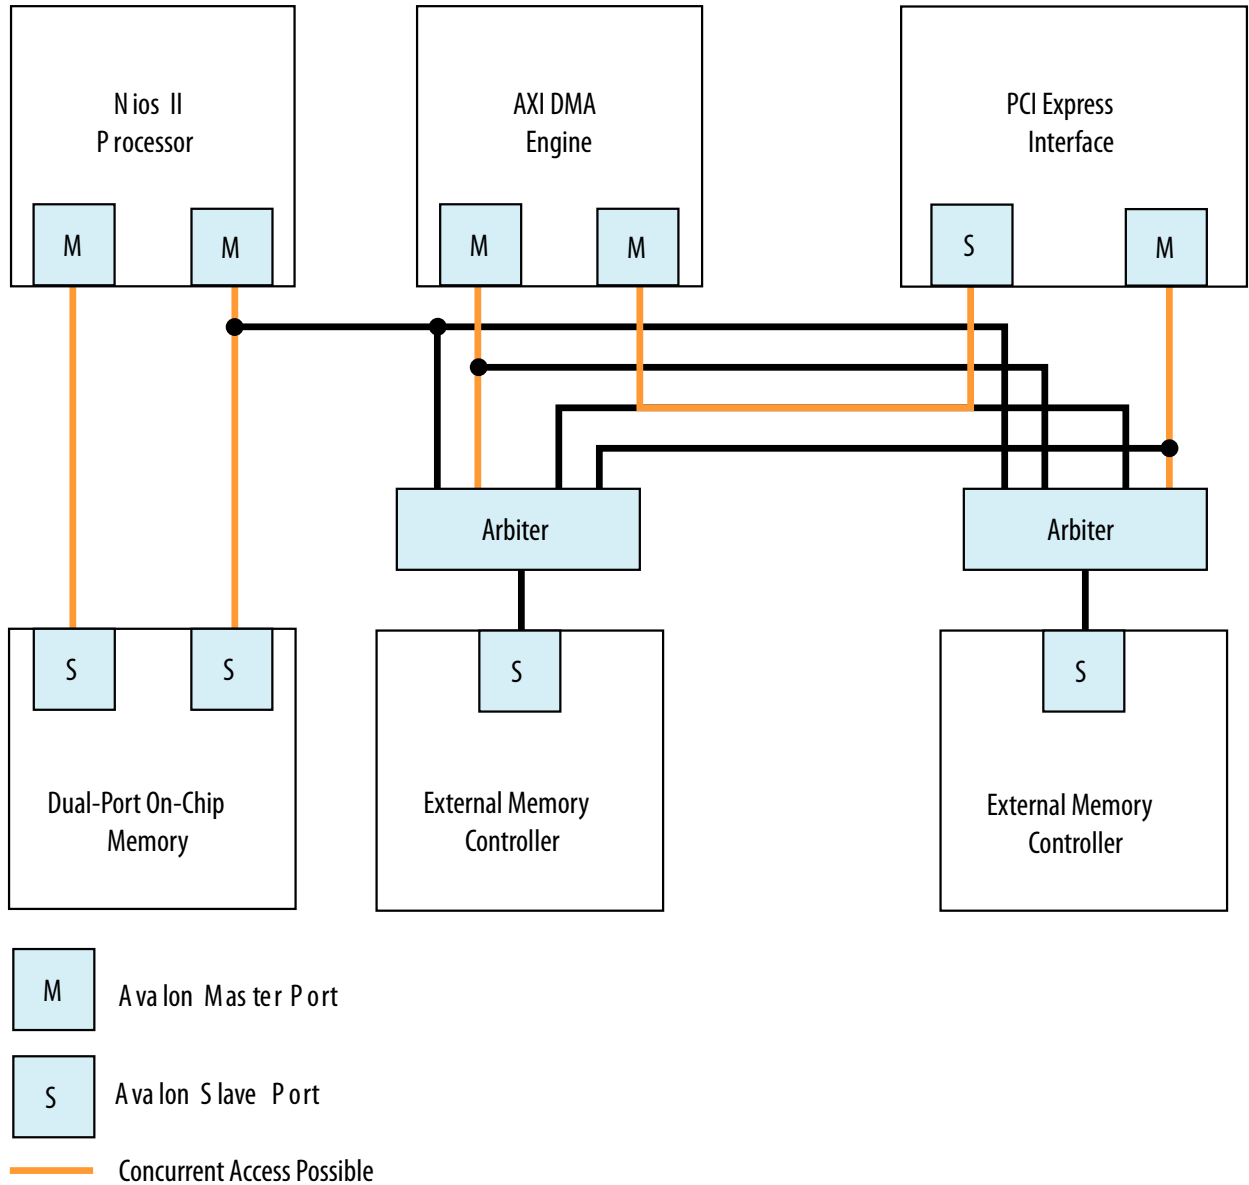 Nios II
Processor
AXI DMA
Engine
PCI Express
Interface
M
M
M
M
S
M
Arbiter
Arbiter
S
S
S
S
Dual-Port On-Chip
Memory
External Memory
Controller
External Memory
Controller
M
Avalon Master Port
S
Avalon Slave Port
Concurrent Access Possible